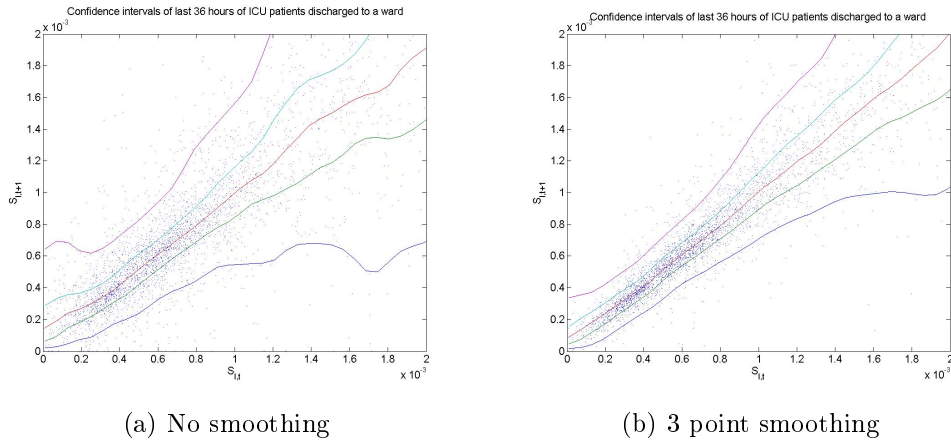 Confidence intervals of last 36 hours of ICU patients discharged to a ward
x 10⁻³
2
1.8
1.6
1.4
1.2
1
0.8
0.6
0.4
0.2
0
S_{I,t+1}
0 0.2 0.4 0.6 0.8 1 1.2 1.4 1.6 1.8 2
S_{I,t}
x 10⁻³
(a) No smoothing
Confidence intervals of last 36 hours of ICU patients discharged to a ward
x 10⁻³
2
1.8
1.6
1.4
1.2
1
0.8
0.6
0.4
0.2
0
S_{I,t+1}
0 0.2 0.4 0.6 0.8 1 1.2 1.4 1.6 1.8 2
S_{I,t}
x 10⁻³
(b) 3 point smoothing